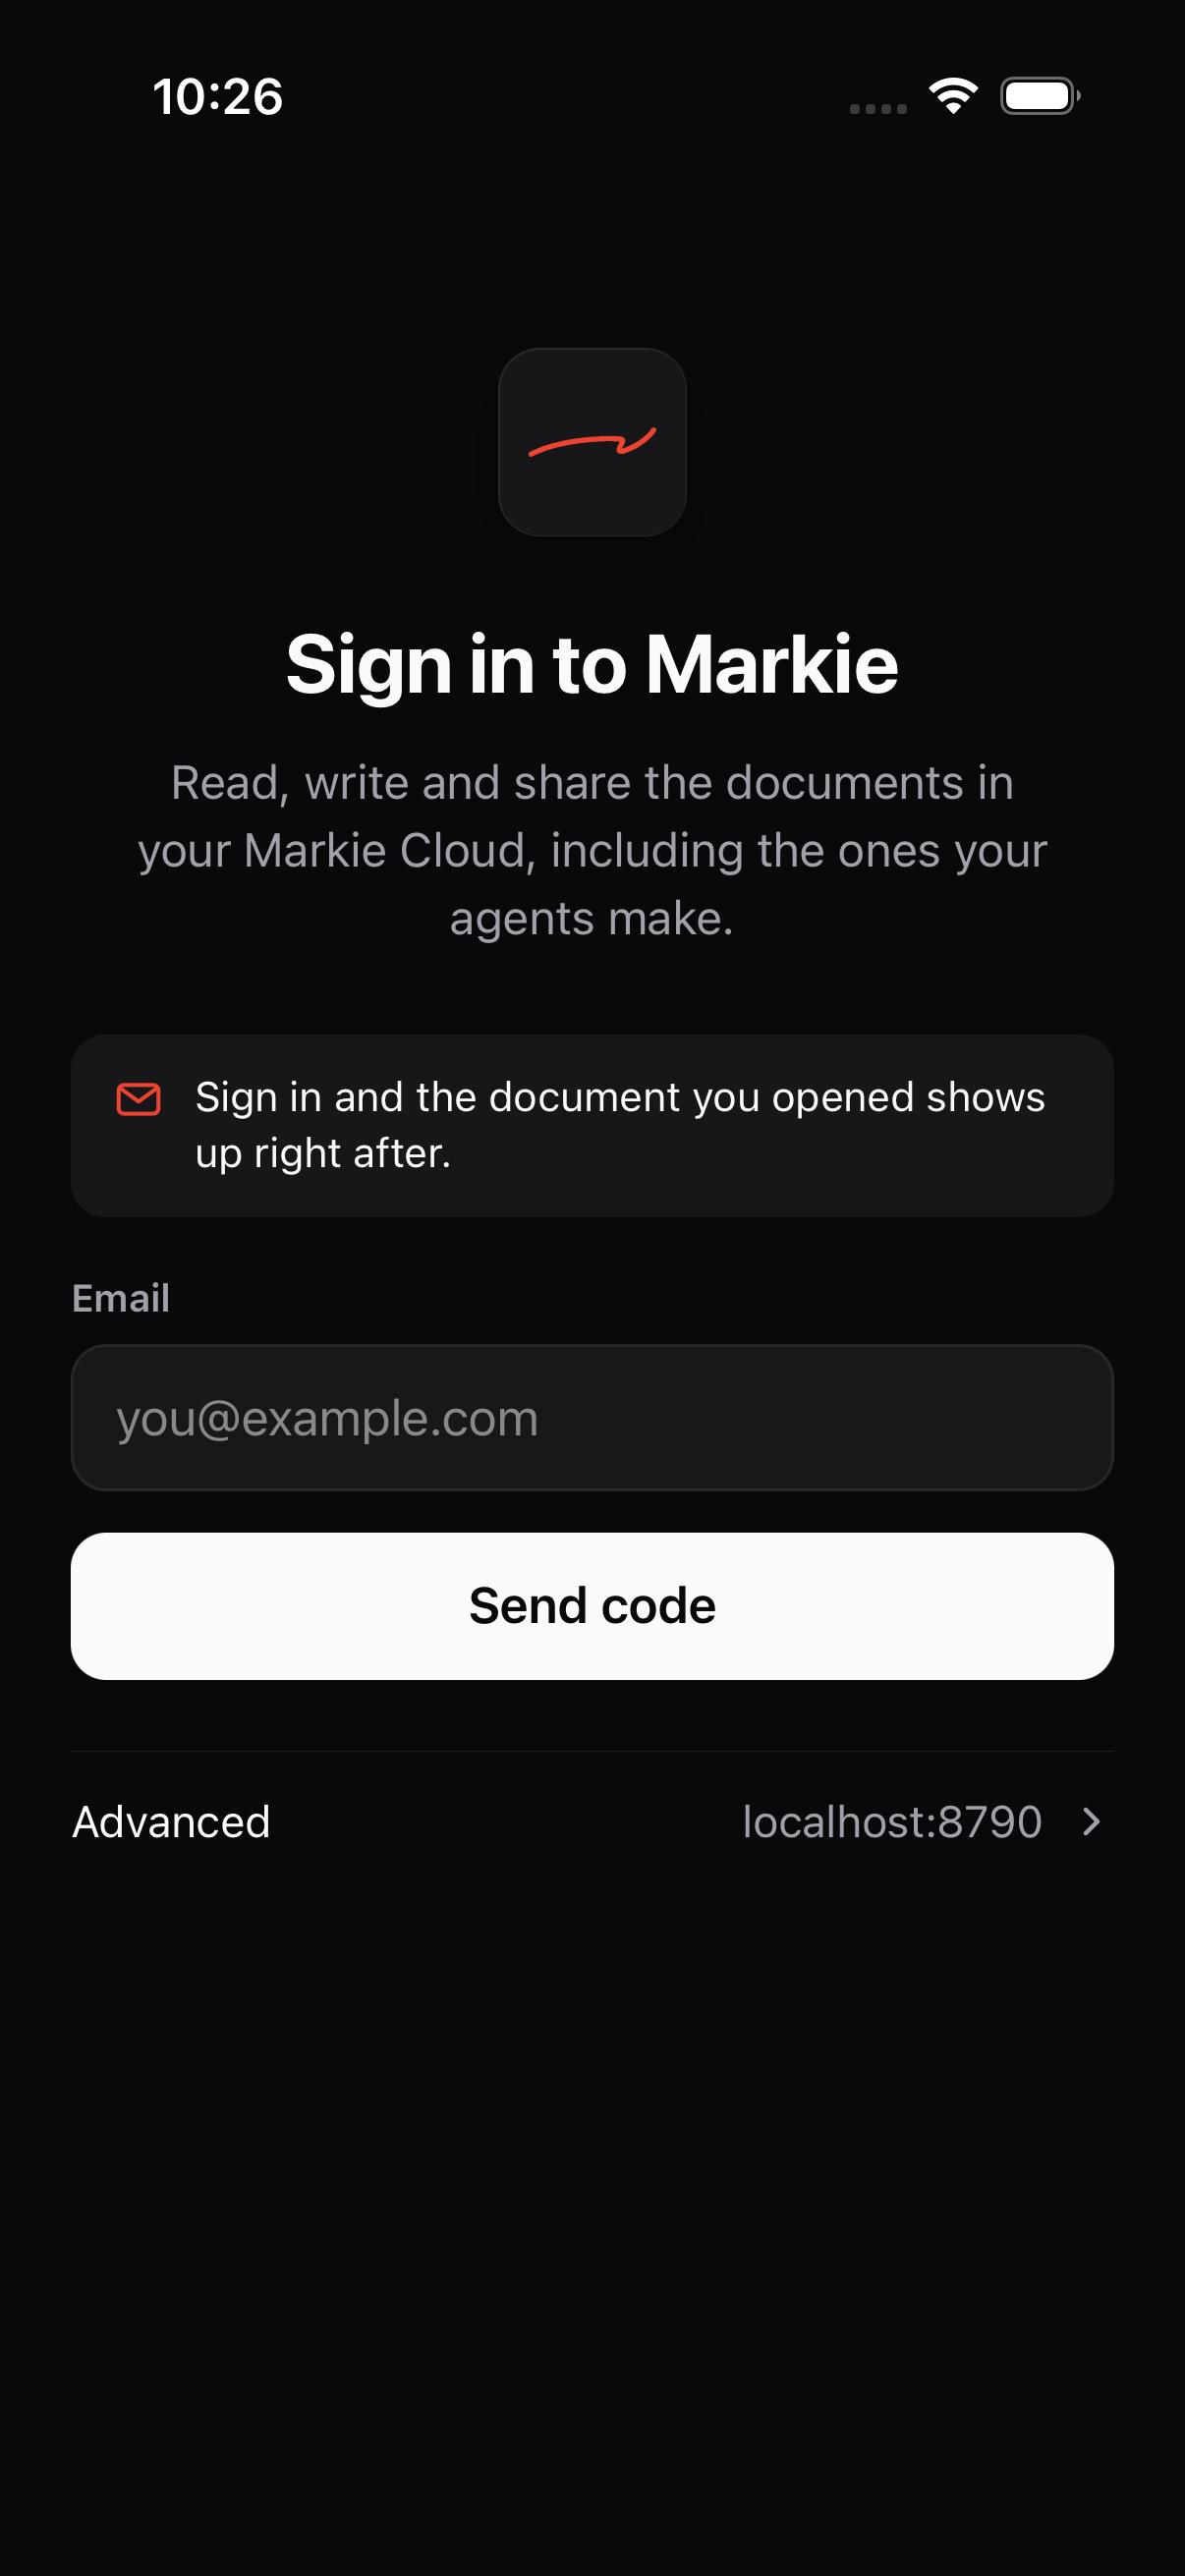 10:26
Sign in to Markie
Read, write and share the documents in
your Markie Cloud, including the ones your
agents make.
Sign in and the document you opened shows
up right after.
Email
you@example.com
Send code
Advanced
localhost:8790